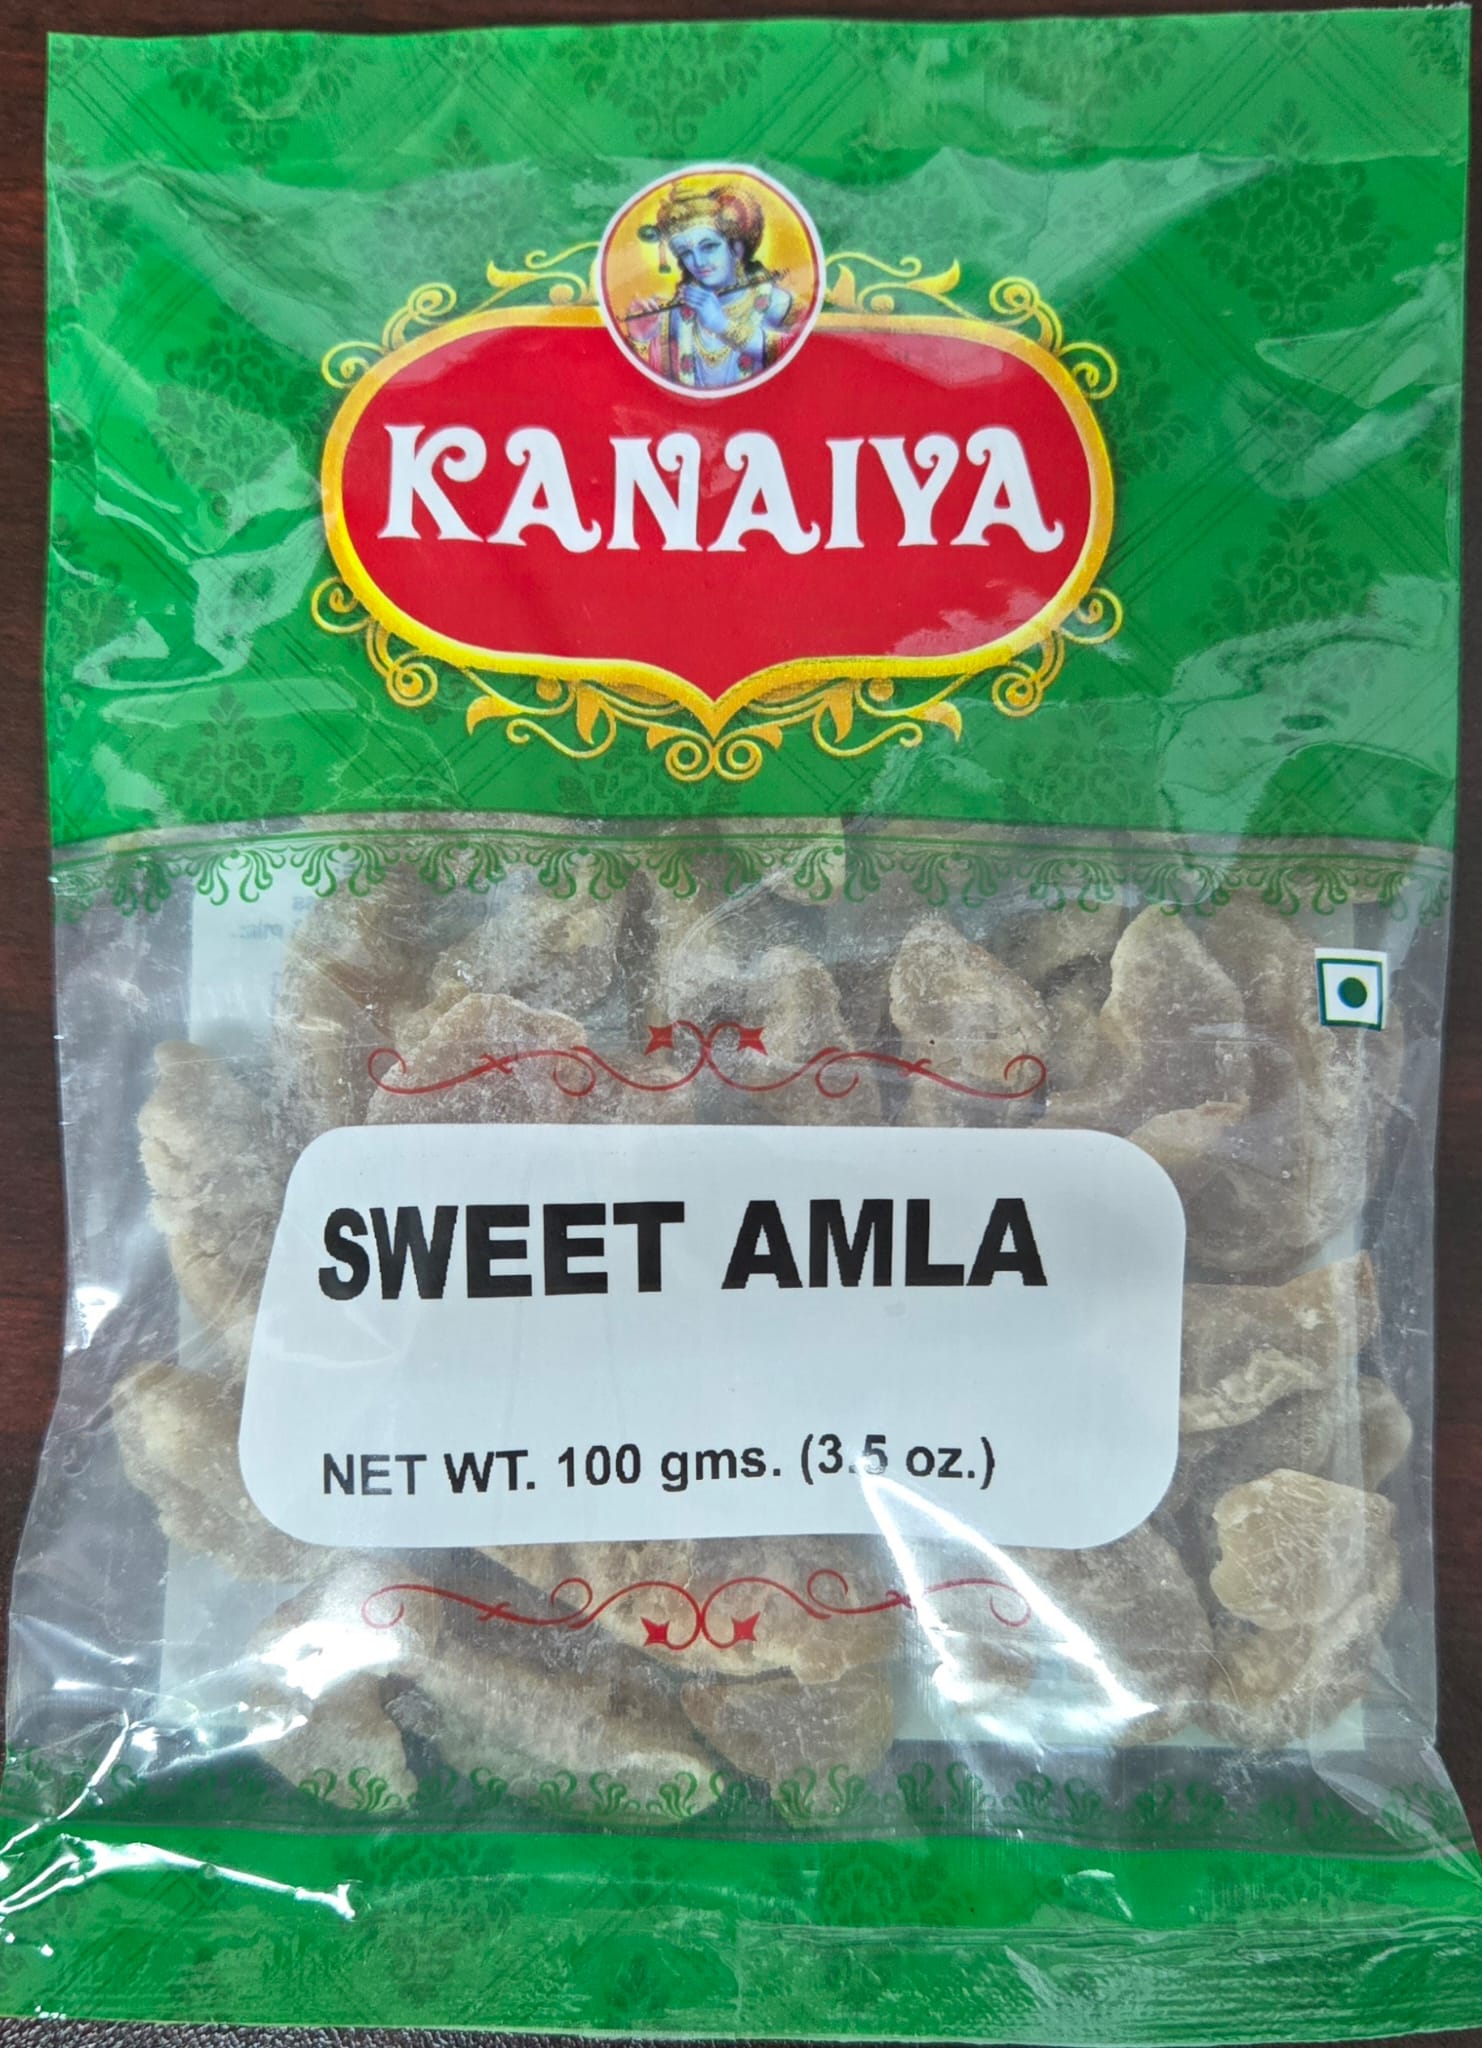 KANAIYA
SWEET AMLA
NET WT. 100 gms. (3.5 oz.)